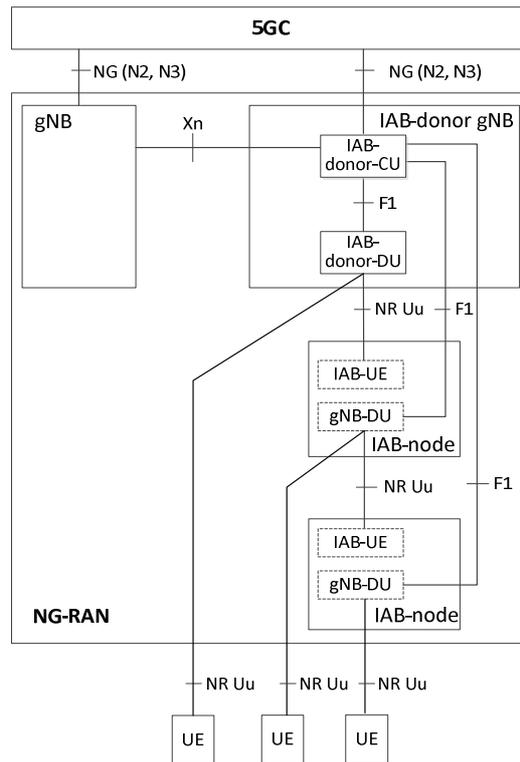 5GC
NG (N2, N3)
NG (N2, N3)
gNB
IAB-donor gNB
Xn
IAB-
donor-CU
F1
IAB-
donor-DU
NR Uu
F1
IAB-UE
gNB-DU
IAB-node
NR Uu
F1
IAB-UE
gNB-DU
IAB-node
NG-RAN
NR Uu
NR Uu
NR Uu
UE
UE
UE